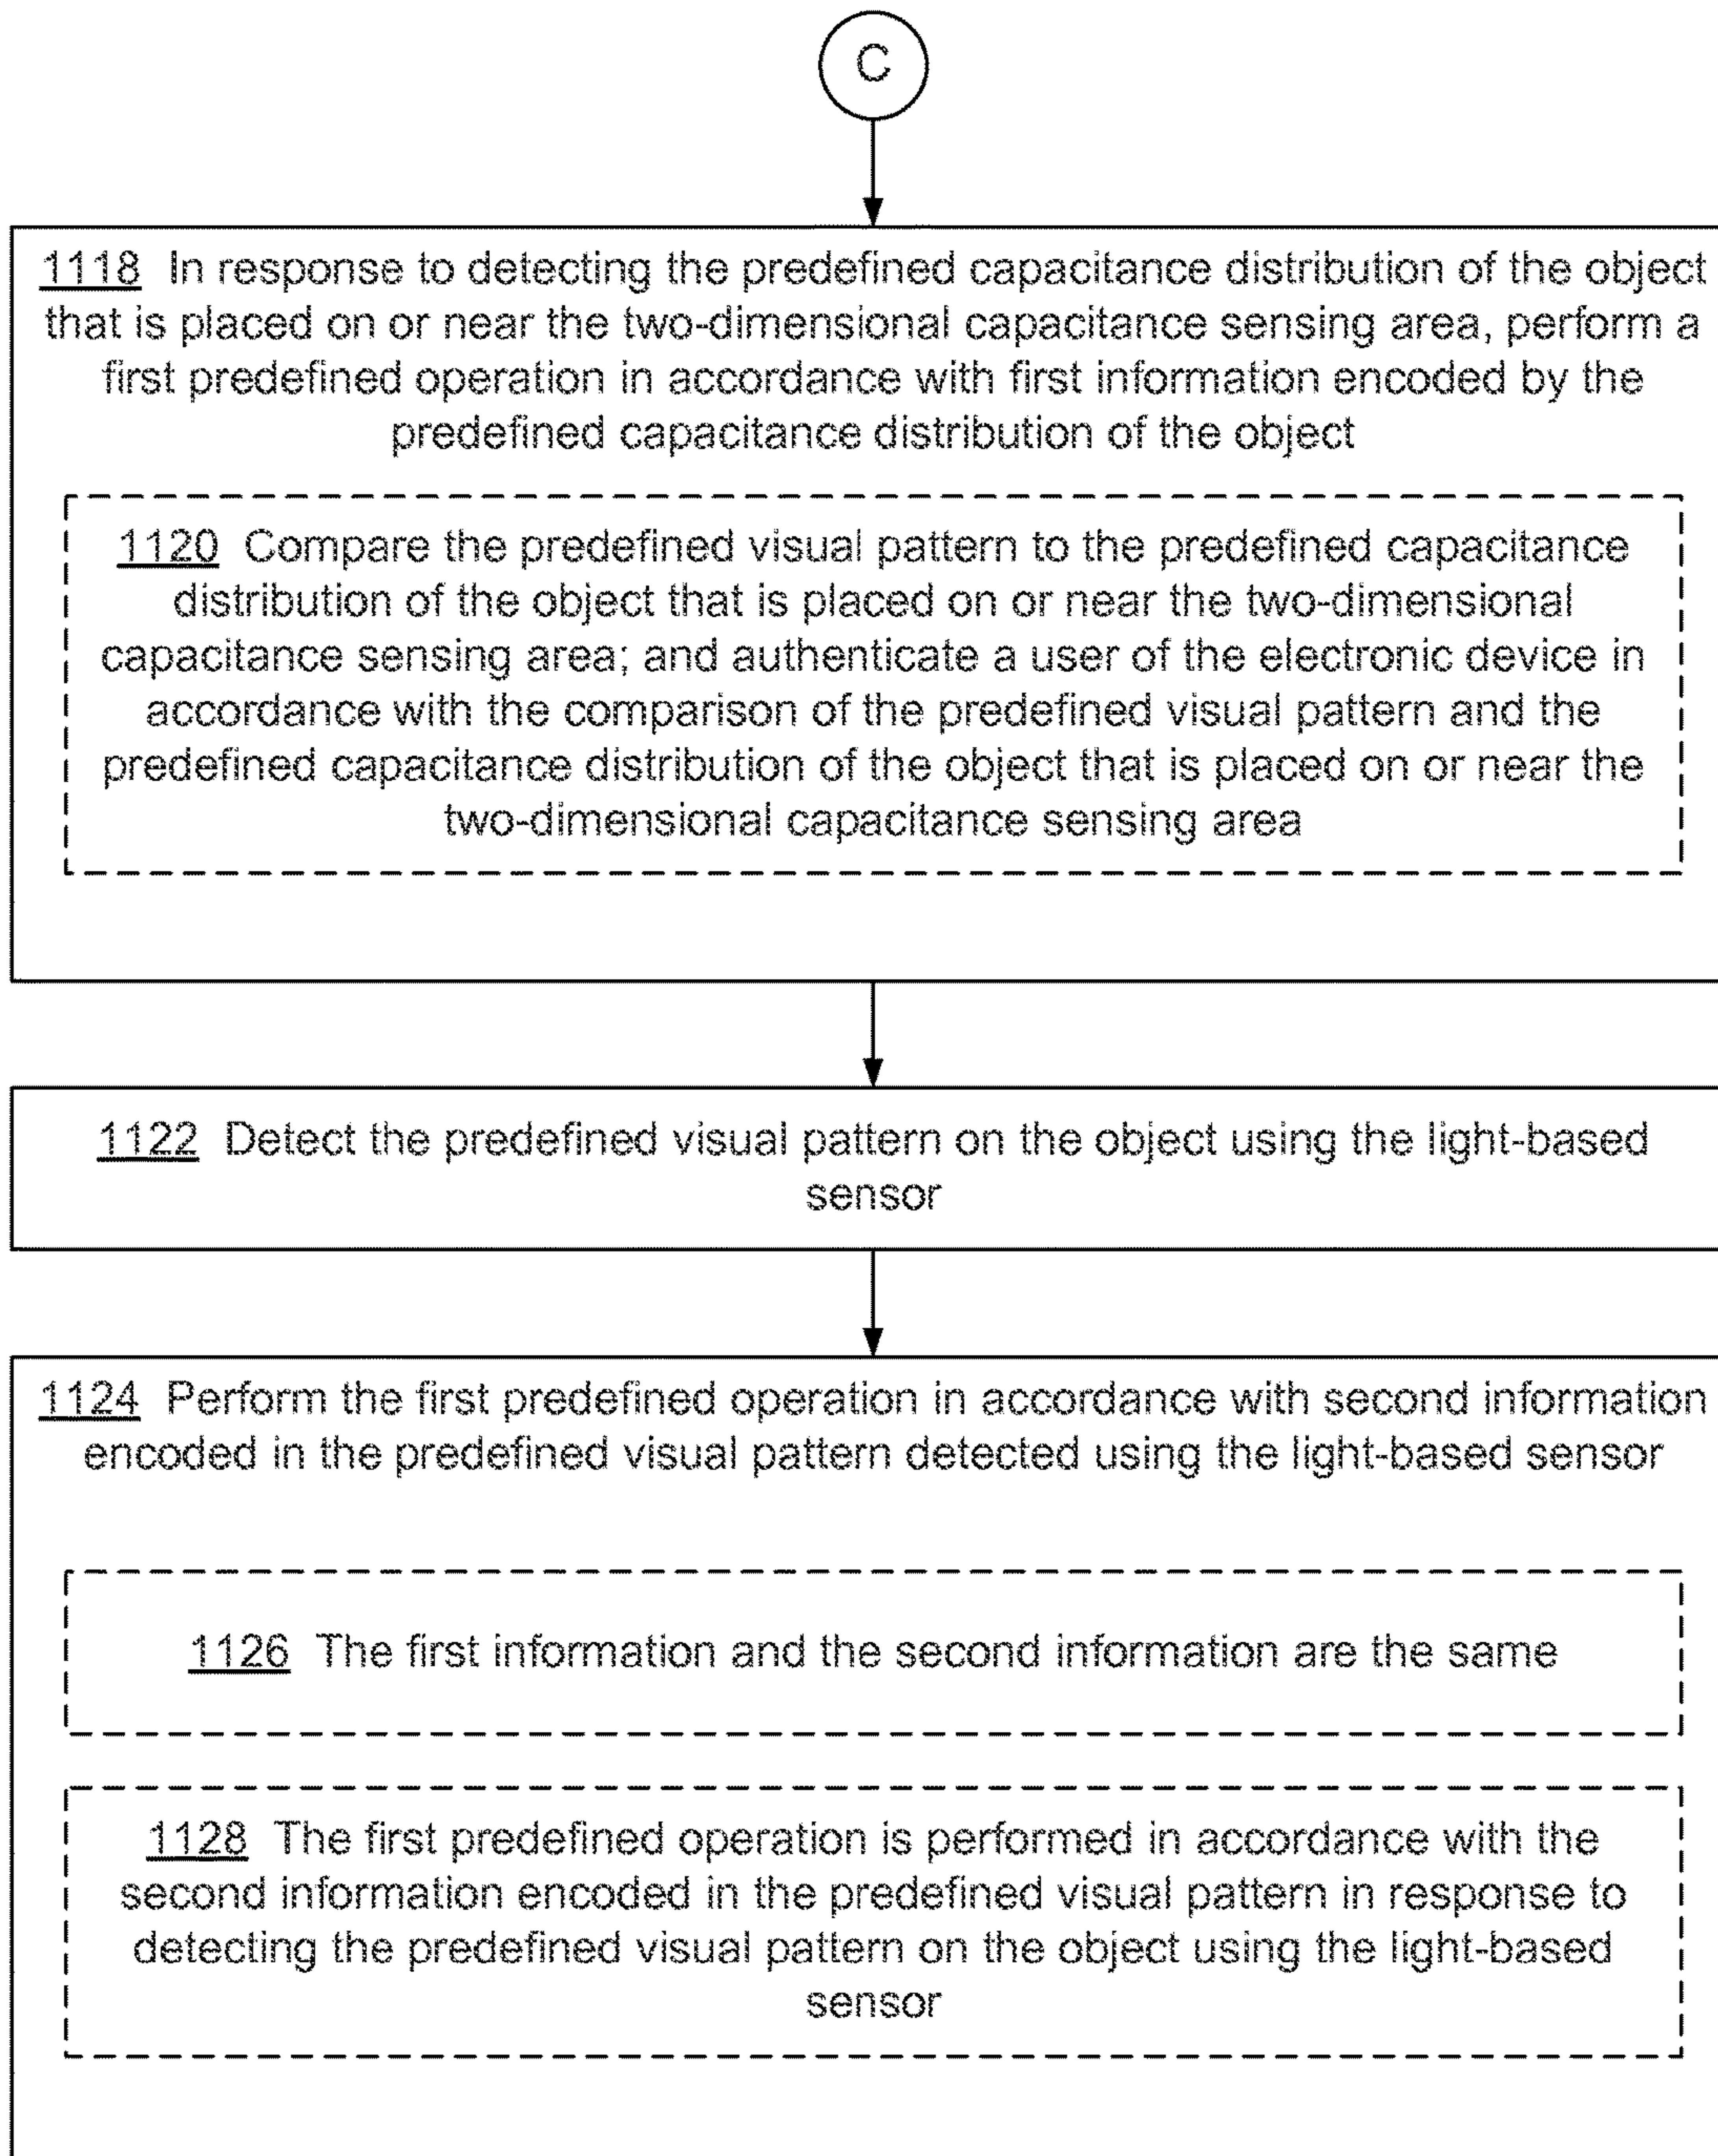 C
1118 In response to detecting the predefined capacitance distribution of the object
that is placed on or near the two-dimensional capacitance sensing area, perform a
first predefined operation in accordance with first information encoded by the
predefined capacitance distribution of the object
1120 Compare the predefined visual pattern to the predefined capacitance
distribution of the object that is placed on or near the two-dimensional
capacitance sensing area; and authenticate a user of the electronic device in
accordance with the comparison of the predefined visual pattern and the
predefined capacitance distribution of the object that is placed on or near the
two-dimensional capacitance sensing area
1122 Detect the predefined visual pattern on the object using the light-based
sensor
1124 Perform the first predefined operation in accordance with second information
encoded in the predefined visual pattern detected using the light-based sensor
1126 The first information and the second information are the same
1128 The first predefined operation is performed in accordance with the
second information encoded in the predefined visual pattern in response to
detecting the predefined visual pattern on the object using the light-based
sensor